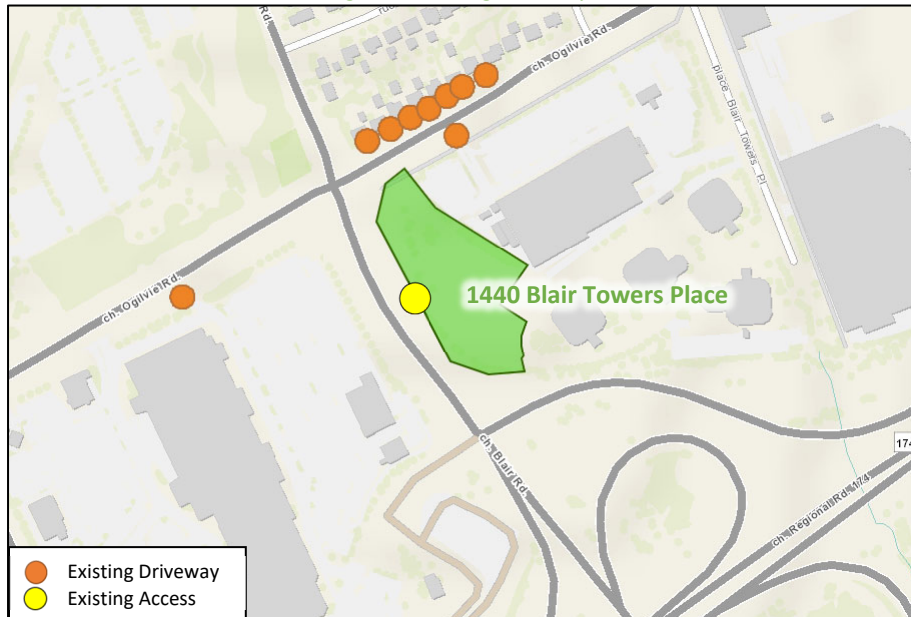 Rd.
ch. Ogilvie Rd.
place Blair Towers Pl
1440 Blair Towers Place
ch. Ogilvie Rd.
ch. Blair Rd.
174
ch. Regional Rd. 174
Existing Driveway
Existing Access